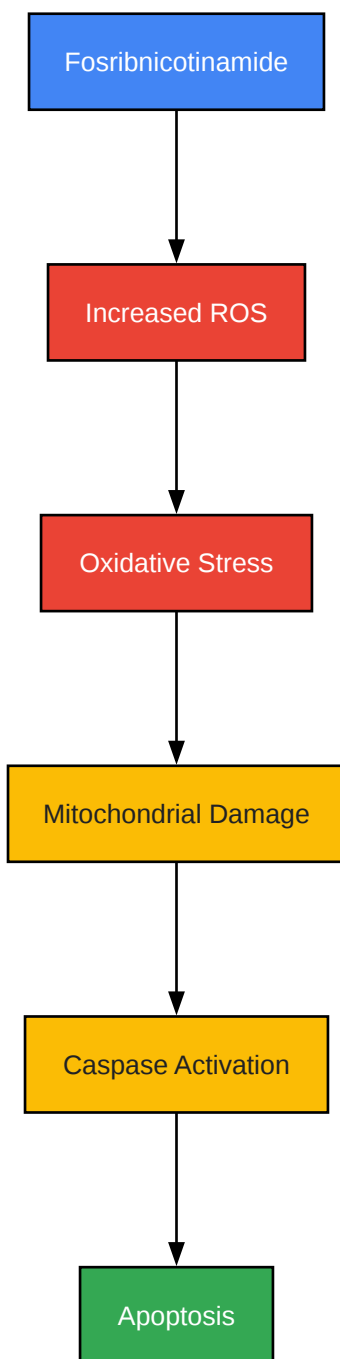 Fosribnicotinamide
Increased ROS
Oxidative Stress
Mitochondrial Damage
Caspase Activation
Apoptosis